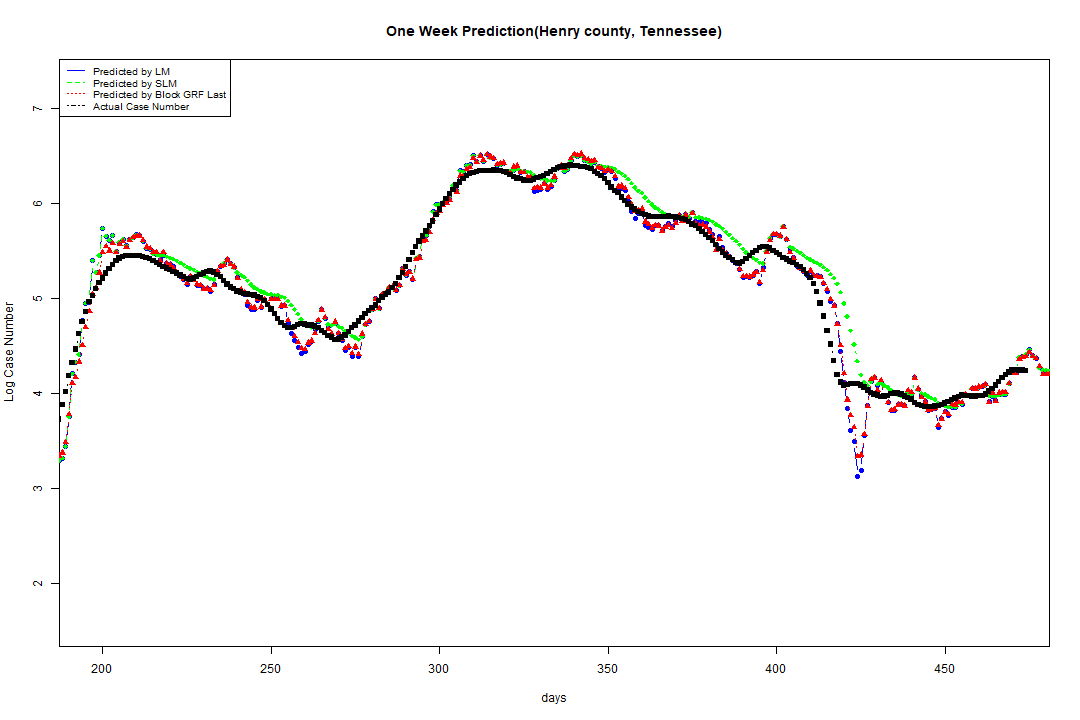 One Week Prediction(Henry county, Tennessee)
Predicted by LM
Predicted by SLM
Predicted by Block GRF Last
Actual Case Number
7
6
5
4
3
2
Log Case Number
200 250 300 350 400 450
days